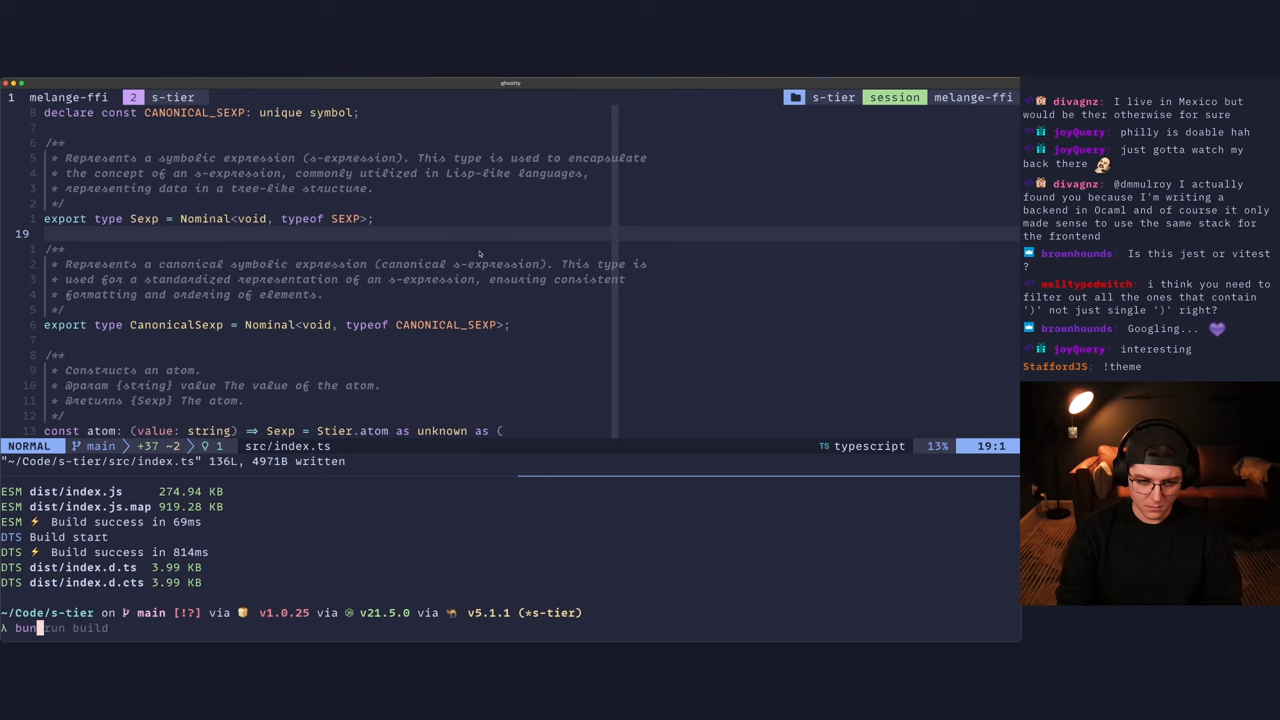 ghostty
1 melange-ffi 2 s-tier s-tier session melange-ffi
8 declare const CANONICAL_SEXP: unique symbol;
7
6 /**
5 * Represents a symbolic expression (s-expression). This type is used to encapsulate
4 * the concept of an s-expression, commonly utilized in Lisp-like languages,
3 * representing data in a tree-like structure.
2 */
1 export type Sexp = Nominal<void, typeof SEXP>;
19
1 /**
2 * Represents a canonical symbolic expression (canonical s-expression). This type is
3 * used for a standardized representation of an s-expression, ensuring consistent
4 * formatting and ordering of elements.
5 */
6 export type CanonicalSexp = Nominal<void, typeof CANONICAL_SEXP>;
7
8 /**
9 * Constructs an atom.
10 * @param {string} value The value of the atom.
11 * @returns {Sexp} The atom.
12 */
13 const atom: (value: string) ⇒ Sexp = Stier.atom as unknown as (
NORMAL main +37 ~2 1 src/index.ts TS typescript 13% 19:1
"~/Code/s-tier/src/index.ts" 136L, 4971B written
ESM dist/index.js 274.94 KB
ESM dist/index.js.map 919.28 KB
ESM ⚡ Build success in 69ms
DTS Build start
DTS ⚡ Build success in 814ms
DTS dist/index.d.ts 3.99 KB
DTS dist/index.d.cts 3.99 KB
~/Code/s-tier on main [!?] via v1.0.25 via v21.5.0 via v5.1.1 (*s-tier)
λ bun run build
divagnz: I live in Mexico but
would be ther otherwise for sure
joyQuery: philly is doable hah
joyQuery: just gotta watch my
back there
divagnz: @dmmulroy I actually
found you because I'm writing a
backend in Ocaml and of course it only
made sense to use the same stack for
the frontend
brownhounds: Is this jest or vitest
?
welltypedwitch: i think you need to
filter out all the ones that contain
')' not just single ')' right?
brownhounds: Googling...
joyQuery: interesting
StaffordJS: !theme